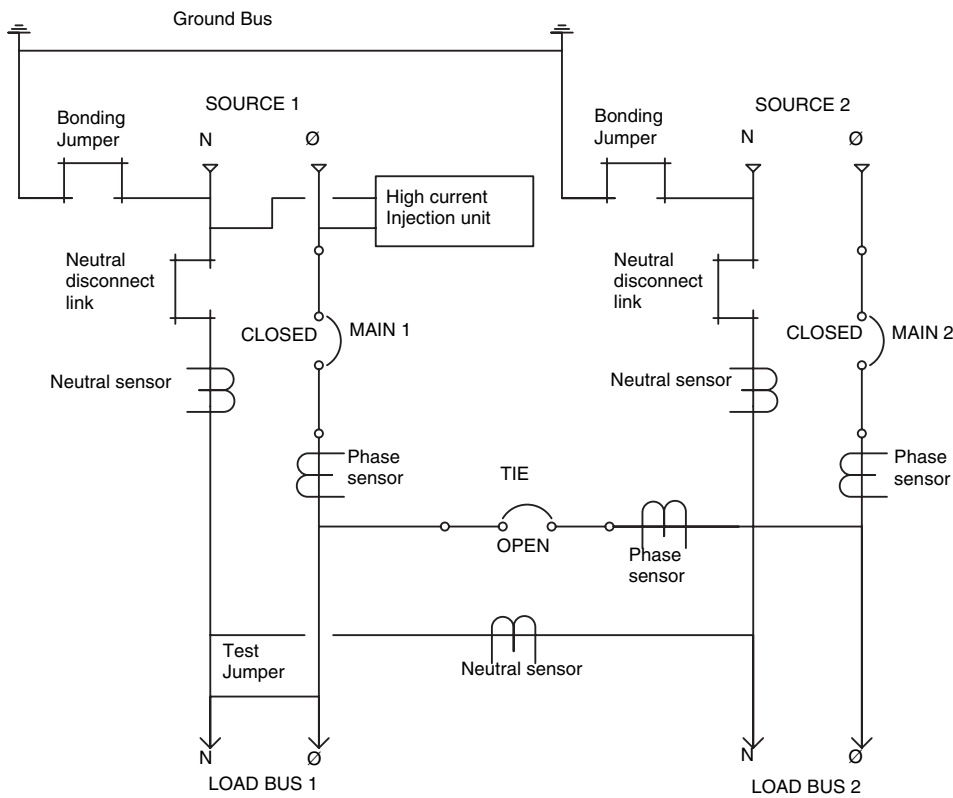 Ground Bus
SOURCE 1
SOURCE 2
Bonding
Jumper
N
Ø
Bonding
Jumper
N
Ø
High current
Injection unit
Neutral
disconnect
link
Neutral
disconnect
link
CLOSED
MAIN 1
CLOSED
MAIN 2
Neutral sensor
Neutral sensor
Phase
sensor
Phase
sensor
TIE
OPEN
Phase
sensor
Test
Jumper
Neutral sensor
N
Ø
N
Ø
LOAD BUS 1
LOAD BUS 2